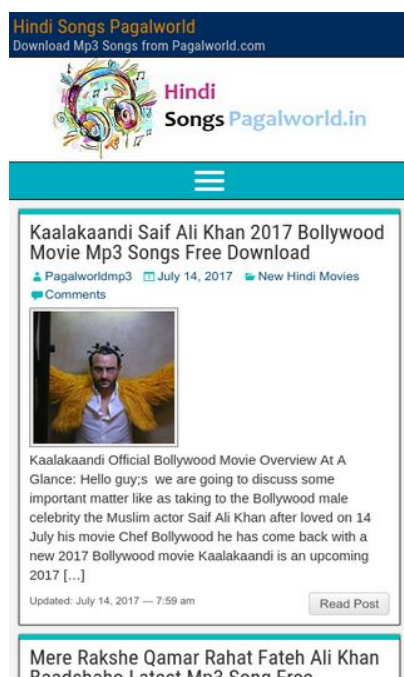 Hindi Songs Pagalworld
Download Mp3 Songs from Pagalworld.com
Hindi
Songs Pagalworld.in
Kaalakaandi Saif Ali Khan 2017 Bollywood
Movie Mp3 Songs Free Download
Pagalworldmp3 July 14, 2017 New Hindi Movies
Comments
Kaalakaandi Official Bollywood Movie Overview At A
Glance: Hello guy;s we are going to discuss some
important matter like as taking to the Bollywood male
celebrity the Muslim actor Saif Ali Khan after loved on 14
July his movie Chef Bollywood he has come back with a
new 2017 Bollywood movie Kaalakaandi is an upcoming
2017 […]
Updated: July 14, 2017 — 7:59 am
Read Post
Mere Rakshe Qamar Rahat Fateh Ali Khan
Baadshaho Latest Mp3 Song Free